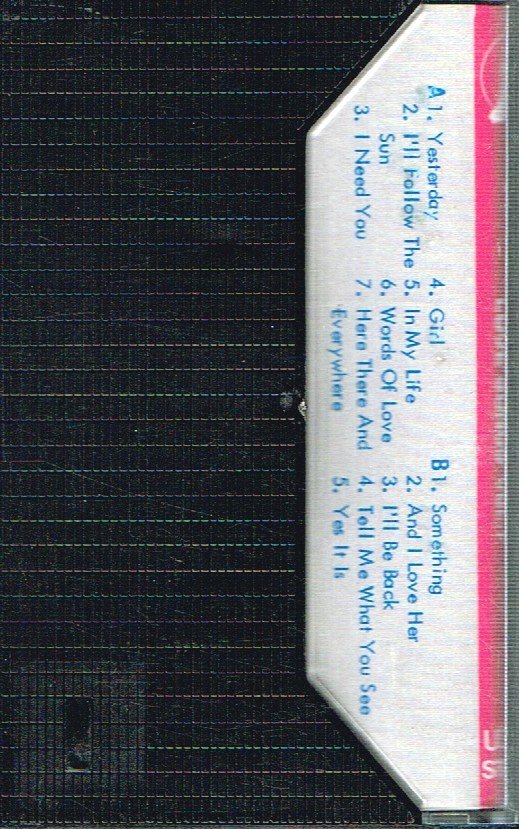 A 1. Yesterday
2. I'll Follow The
Sun
3. I Need You
4. Girl
5. In My Life
6. Words Of Love
7. Here There And
Everywhere
B 1. Something
2. And I Love Her
3. I'll Be Back
4. Tell Me What You See
5. Yes It Is
U
S